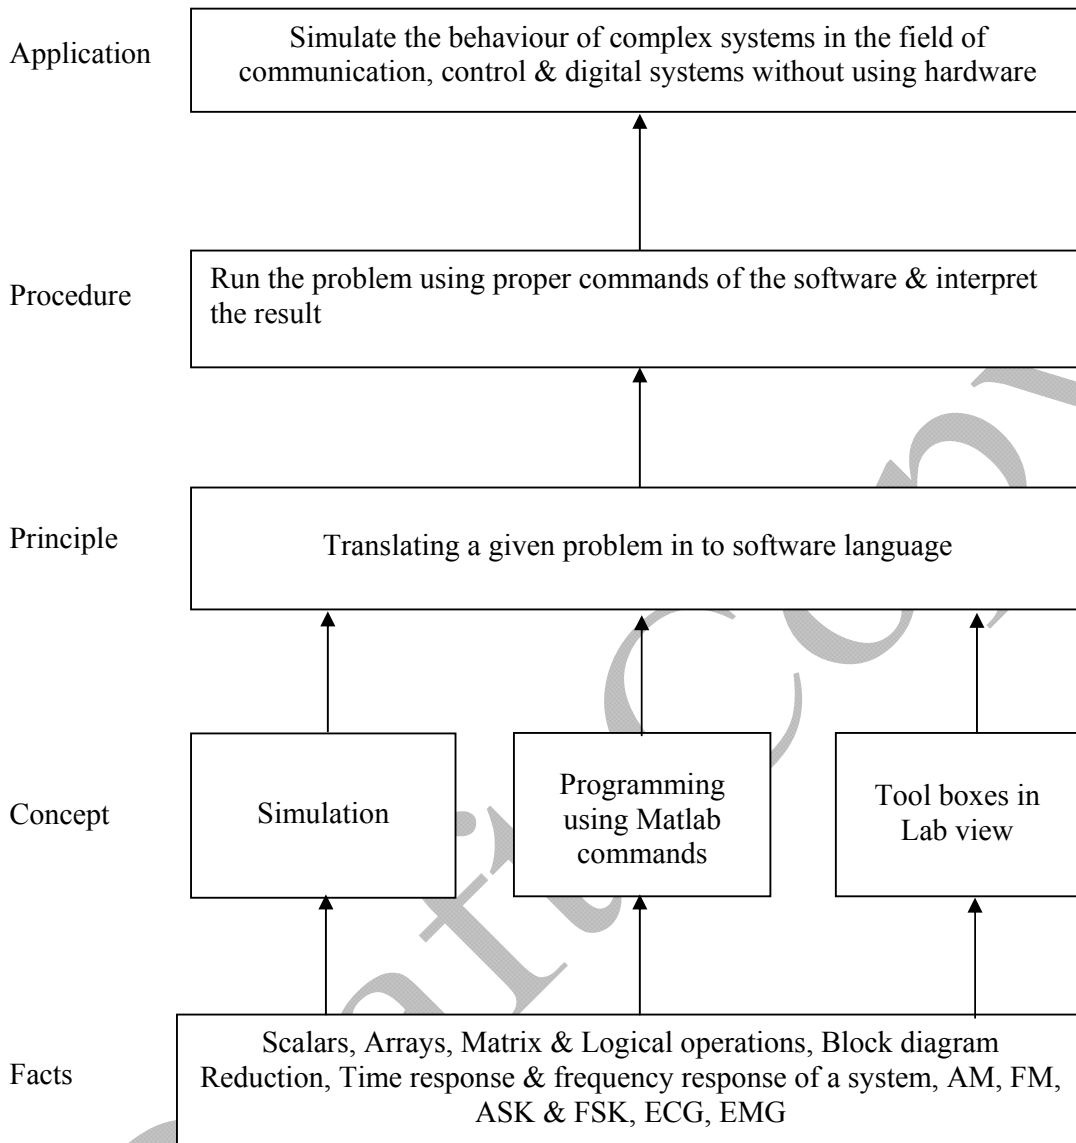 Application
Simulate the behaviour of complex systems in the field of
communication, control & digital systems without using hardware
Procedure
Run the problem using proper commands of the software & interpret
the result
Principle
Translating a given problem in to software language
Concept
Simulation
Programming
using Matlab
commands
Tool boxes in
Lab view
Facts
Scalars, Arrays, Matrix & Logical operations, Block diagram
Reduction, Time response & frequency response of a system, AM, FM,
ASK & FSK, ECG, EMG